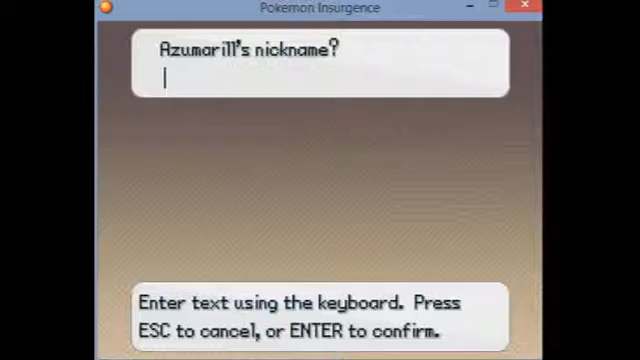 Pokemon Insurgence
Azumarill's nickname?
Enter text using the keyboard. Press
ESC to cancel, or ENTER to confirm.